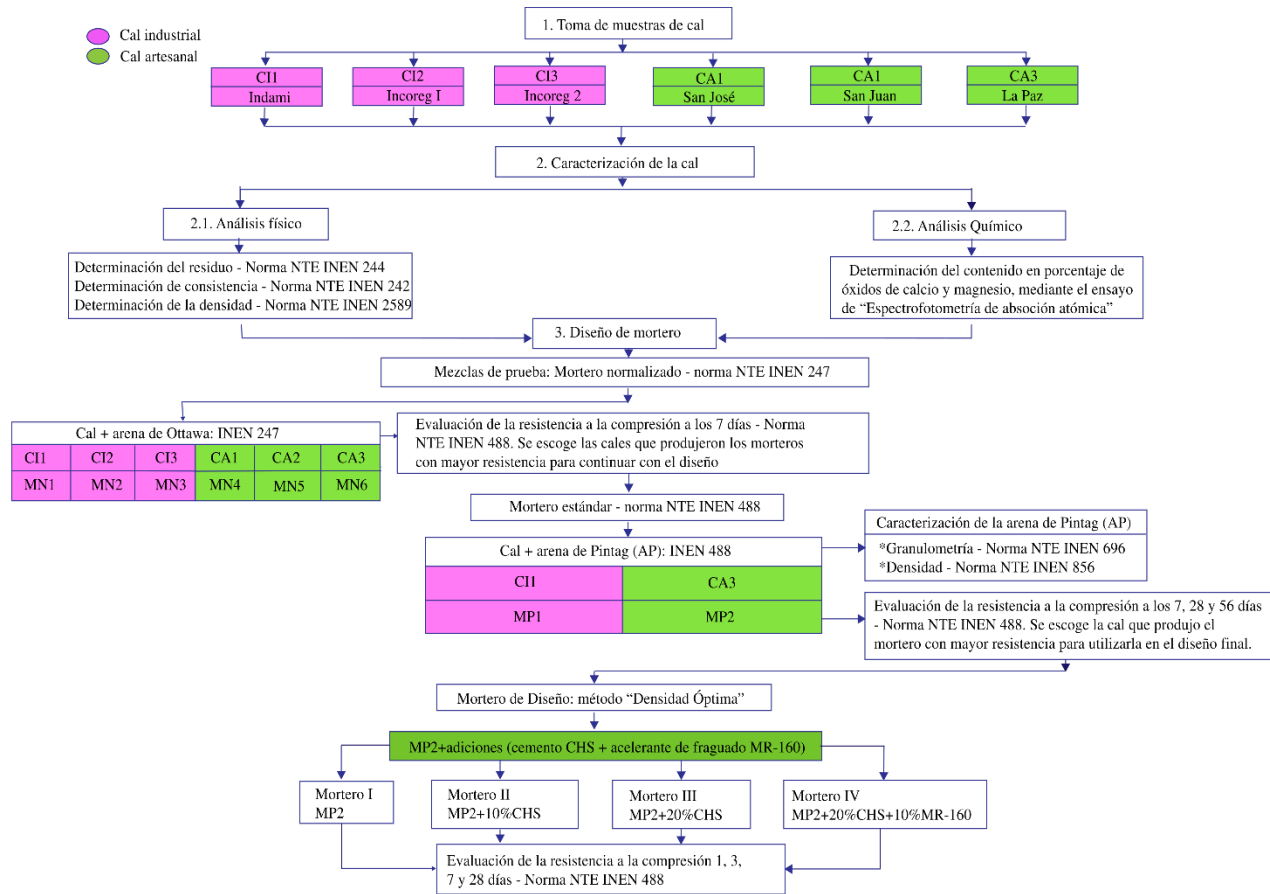 Cal industrial
Cal artesanal
1. Toma de muestras de cal
CI1
Indami
CI2
Incoreg I
CI3
Incoreg 2
CA1
San José
CA1
San Juan
CA3
La Paz
2. Caracterización de la cal
2.1. Análisis físico
2.2. Análisis Químico
Determinación del residuo - Norma NTE INEN 244
Determinación de consistencia - Norma NTE INEN 242
Determinación de la densidad - Norma NTE INEN 2589
Determinación del contenido en porcentaje de
óxidos de calcio y magnesio, mediante el ensayo
de “Espectrofotometría de absoción atómica”
3. Diseño de mortero
Mezclas de prueba: Mortero normalizado - norma NTE INEN 247
Cal + arena de Ottawa: INEN 247
CI1 CI2 CI3 CA1 CA2 CA3
MN1 MN2 MN3 MN4 MN5 MN6
Evaluación de la resistencia a la compresión a los 7 días - Norma
NTE INEN 488. Se escoge las cales que produjeron los morteros
con mayor resistencia para continuar con el diseño
Mortero estándar - norma NTE INEN 488
Cal + arena de Pintag (AP): INEN 488
CI1 CA3
MP1 MP2
Caracterización de la arena de Pintag (AP)
*Granulometría - Norma NTE INEN 696
*Densidad - Norma NTE INEN 856
Evaluación de la resistencia a la compresión a los 7, 28 y 56 días
- Norma NTE INEN 488. Se escoge la cal que produjo el
mortero con mayor resistencia para utilizarla en el diseño final.
Mortero de Diseño: método “Densidad Óptima”
MP2+adiciones (cemento CHS + acelerante de fraguado MR-160)
Mortero I
MP2
Mortero II
MP2+10%CHS
Mortero III
MP2+20%CHS
Mortero IV
MP2+20%CHS+10%MR-160
Evaluación de la resistencia a la compresión 1, 3,
7 y 28 días - Norma NTE INEN 488